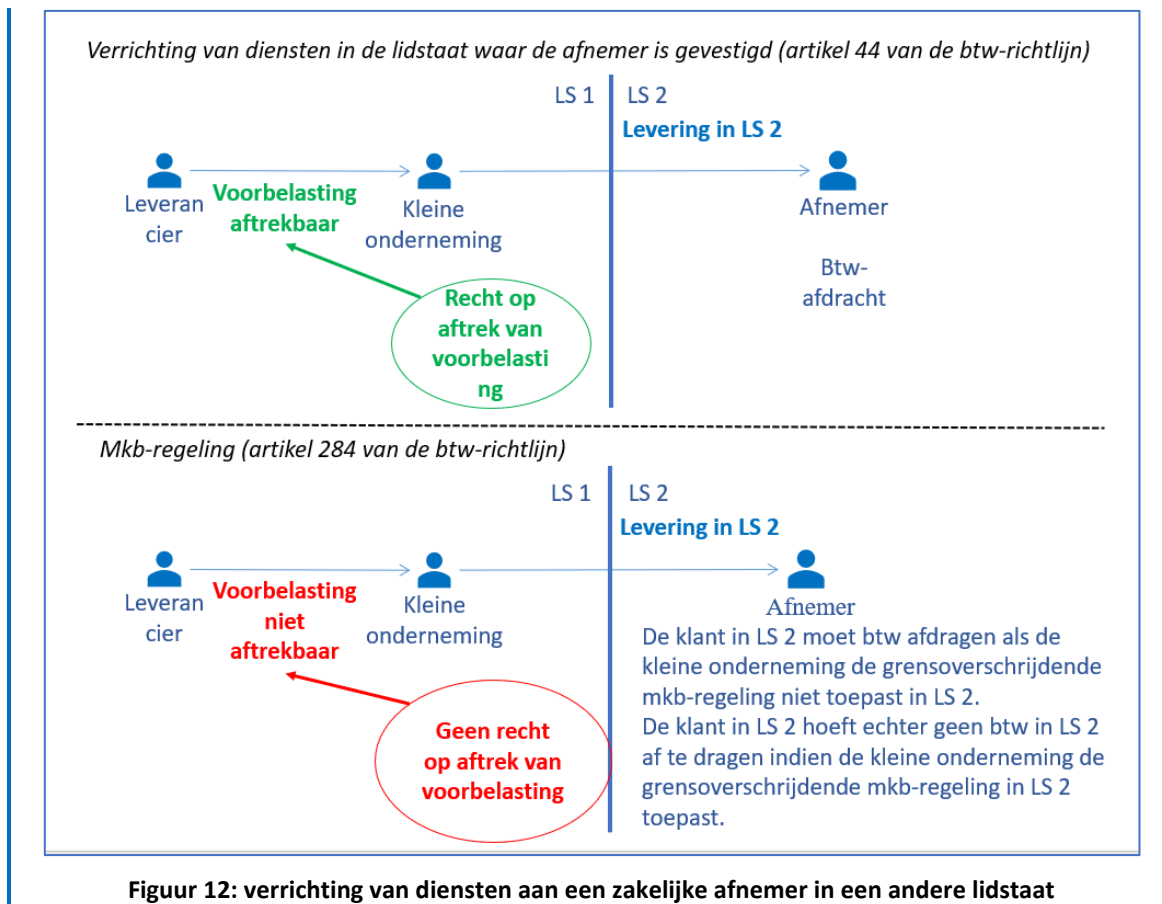 Verrichting van diensten in de lidstaat waar de afnemer is gevestigd (artikel 44 van de btw-richtlijn)
LS 1
LS 2
Levering in LS 2
Leveran
cier
Voorbelasting
aftrekbaar
Kleine
onderneming
Afnemer
Btw-
afdracht
Recht op
aftrek van
voorbelasti
ng
Mkb-regeling (artikel 284 van de btw-richtlijn)
LS 1
LS 2
Levering in LS 2
Leveran
cier
Voorbelasting
niet
aftrekbaar
Kleine
onderneming
Afnemer
De klant in LS 2 moet btw afdragen als de
kleine onderneming de grensoverschrijdende
mkb-regeling niet toepast in LS 2.
De klant in LS 2 hoeft echter geen btw in LS 2
af te dragen indien de kleine onderneming de
grensoverschrijdende mkb-regeling in LS 2
toepast.
Geen recht
op aftrek van
voorbelasting
Figuur 12: verrichting van diensten aan een zakelijke afnemer in een andere lidstaat